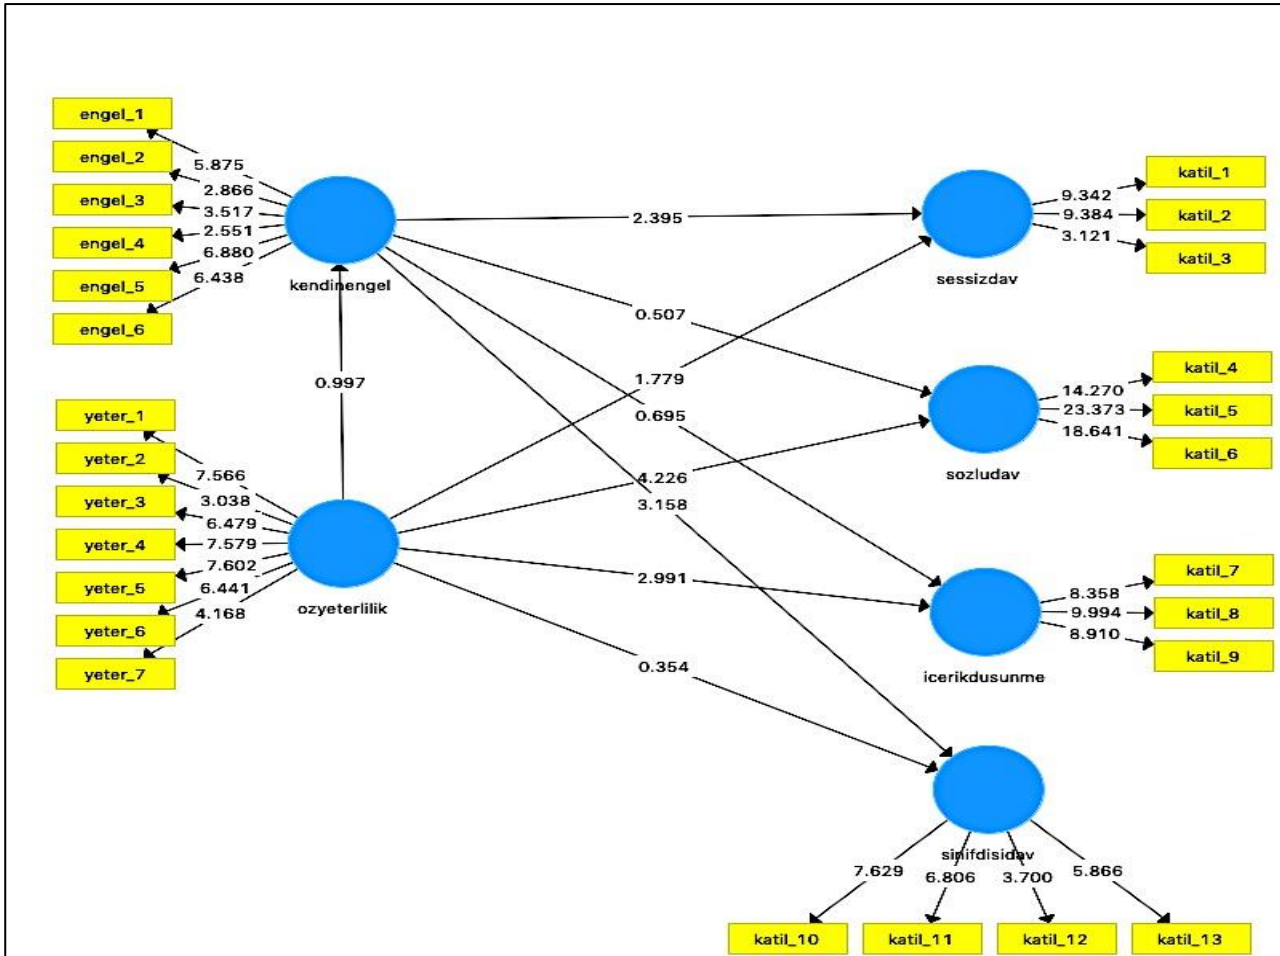 engel_1
engel_2
engel_3
engel_4
engel_5
engel_6
5.875
2.866
3.517
2.551
6.880
6.438
kendinengel
0.997
yeter_1
yeter_2
yeter_3
yeter_4
yeter_5
yeter_6
yeter_7
7.566
3.038
6.479
7.579
7.602
6.441
4.168
ozyeterlilik
2.395
0.507
1.779
0.695
4.226
3.158
2.991
0.354
sessizdav
9.342
9.384
3.121
katil_1
katil_2
katil_3
sozludav
14.270
23.373
18.641
katil_4
katil_5
katil_6
icerikdusunme
8.358
9.994
8.910
katil_7
katil_8
katil_9
sinifdisidav
7.629
6.806
3.700
5.866
katil_10
katil_11
katil_12
katil_13